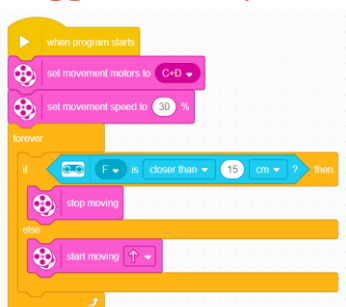 when program starts
set movement motors to C+D
set movement speed to 30 %
forever
if F is closer than 15 cm ? then
stop moving
else
start moving